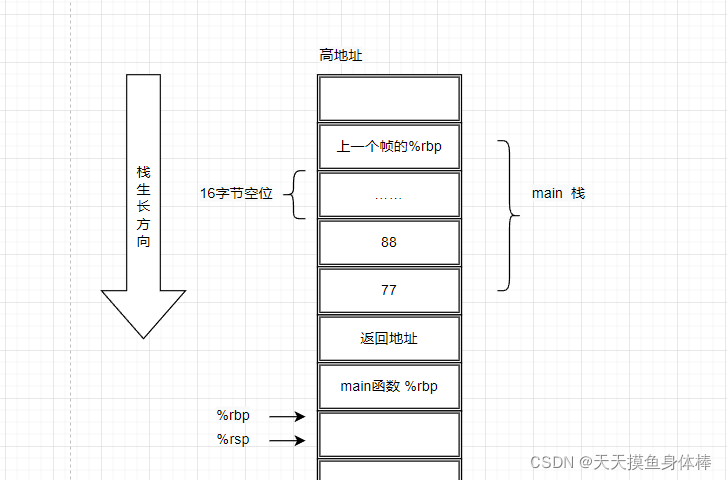 高地址
上一个帧的%rbp
16字节空位
……
main 栈
栈生长方向
88
77
返回地址
main函数 %rbp
%rbp
%rsp
CSDN @天天摸鱼身体棒